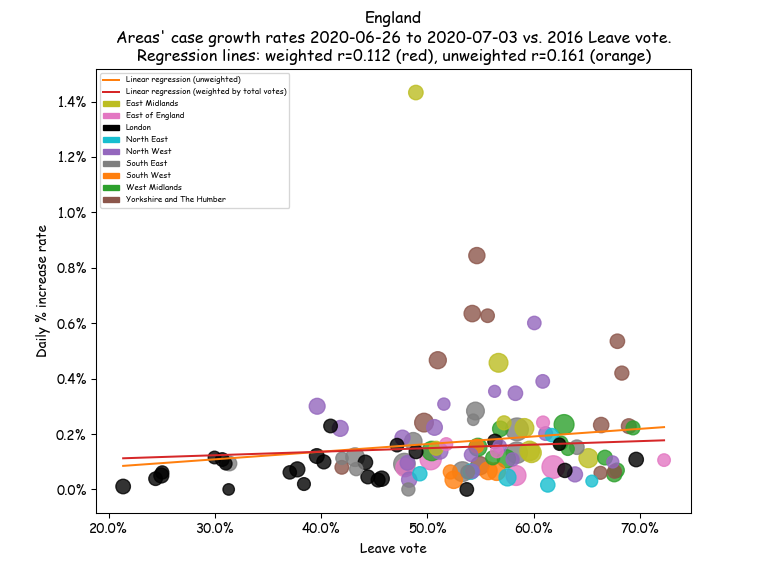 England
Areas' case growth rates 2020-06-26 to 2020-07-03 vs. 2016 Leave vote.
Regression lines: weighted r=0.112 (red), unweighted r=0.161 (orange)
Linear regression (unweighted)
Linear regression (weighted by total votes)
East Midlands
East of England
London
North East
North West
South East
South West
West Midlands
Yorkshire and The Humber
Daily % increase rate
1.4%
1.2%
1.0%
0.8%
0.6%
0.4%
0.2%
0.0%
20.0% 30.0% 40.0% 50.0% 60.0% 70.0%
Leave vote